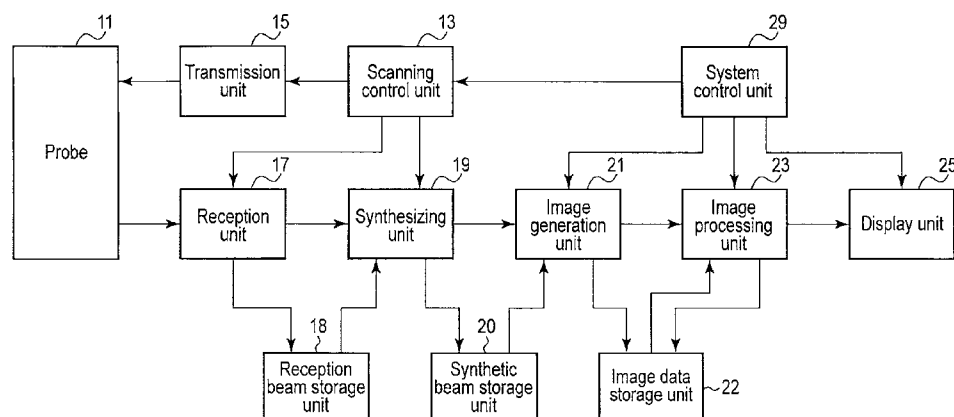 11
15
13
29
Transmission
unit
Scanning
control unit
System
control unit
Probe
17
19
21
23
25
Reception
unit
Synthesizing
unit
Image
generation
unit
Image
processing
unit
Display unit
18
20
22
Reception
beam storage
unit
Synthetic
beam storage
unit
Image data
storage unit